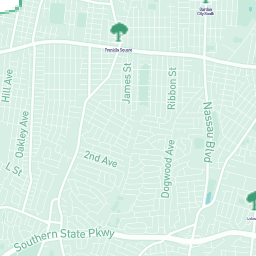 Garden
City South
Franklin Square
Hill Ave
James St
Ribbon St
Nassau Blvd
Oakley Ave
L St
2nd Ave
Dogwood Ave
Southern State Pkwy